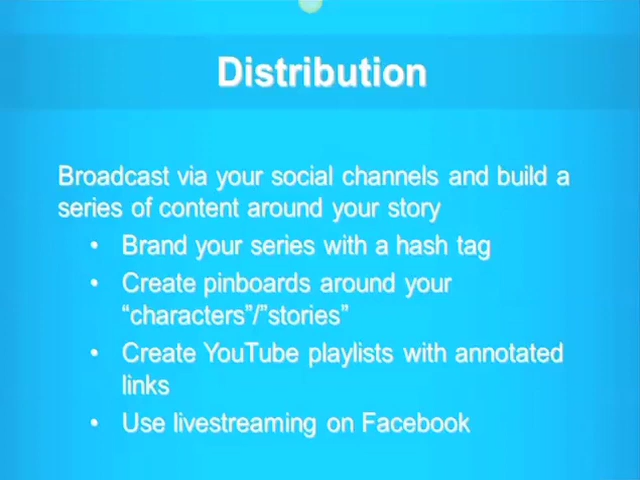 Distribution
Broadcast via your social channels and build a
series of content around your story
• Brand your series with a hash tag
• Create pinboards around your
“characters”/”stories”
• Create YouTube playlists with annotated
links
• Use livestreaming on Facebook